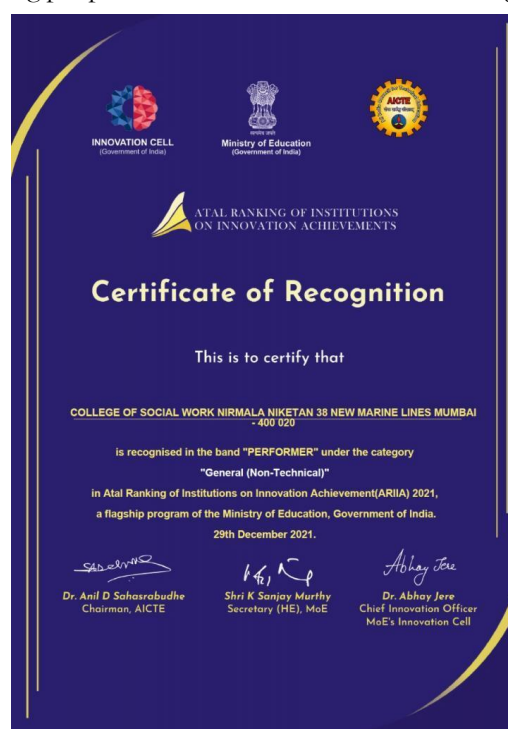 INNOVATION CELL
(Government of India)
Ministry of Education
(Government of India)
AICTE
ATAL RANKING OF INSTITUTIONS
ON INNOVATION ACHIEVEMENTS
Certificate of Recognition
This is to certify that
COLLEGE OF SOCIAL WORK NIRMALA NIKETAN 38 NEW MARINE LINES MUMBAI
- 400 020
is recognised in the band "PERFORMER" under the category
"General (Non-Technical)"
in Atal Ranking of Institutions on Innovation Achievement(ARIIA) 2021,
a flagship program of the Ministry of Education, Government of India.
29th December 2021.
Abhay Jere
Dr. Anil D Sahasrabudhe
Chairman, AICTE
Shri K Sanjay Murthy
Secretary (HE), MoE
Dr. Abhay Jere
Chief Innovation Officer
MoE's Innovation Cell